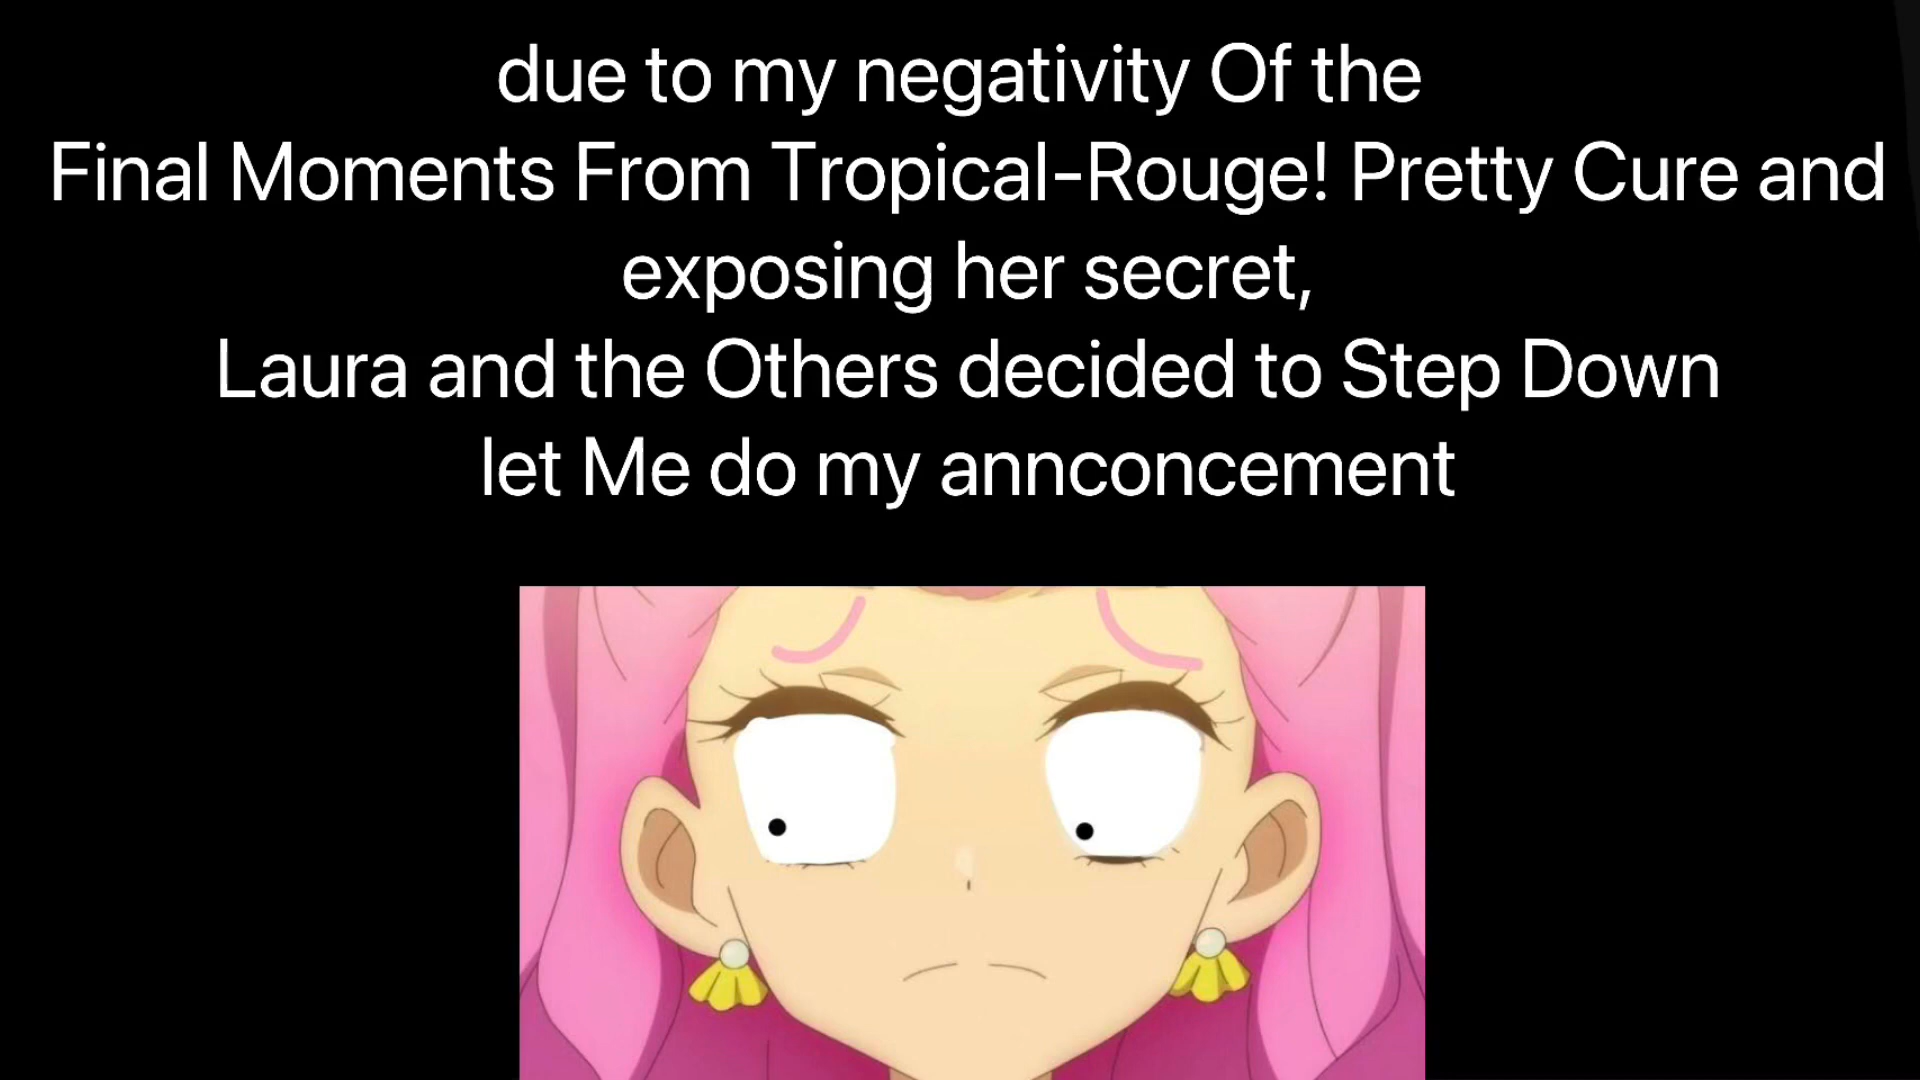 due to my negativity Of the
Final Moments From Tropical-Rouge! Pretty Cure and
exposing her secret,
Laura and the Others decided to Step Down
let Me do my annconcement